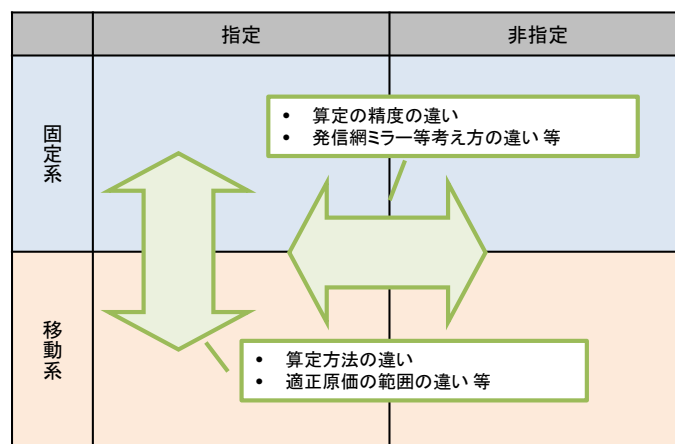 指定
非指定
固定系
• 算定の精度の違い
• 発信網ミラー等考え方の違い 等
移動系
• 算定方法の違い
• 適正原価の範囲の違い 等